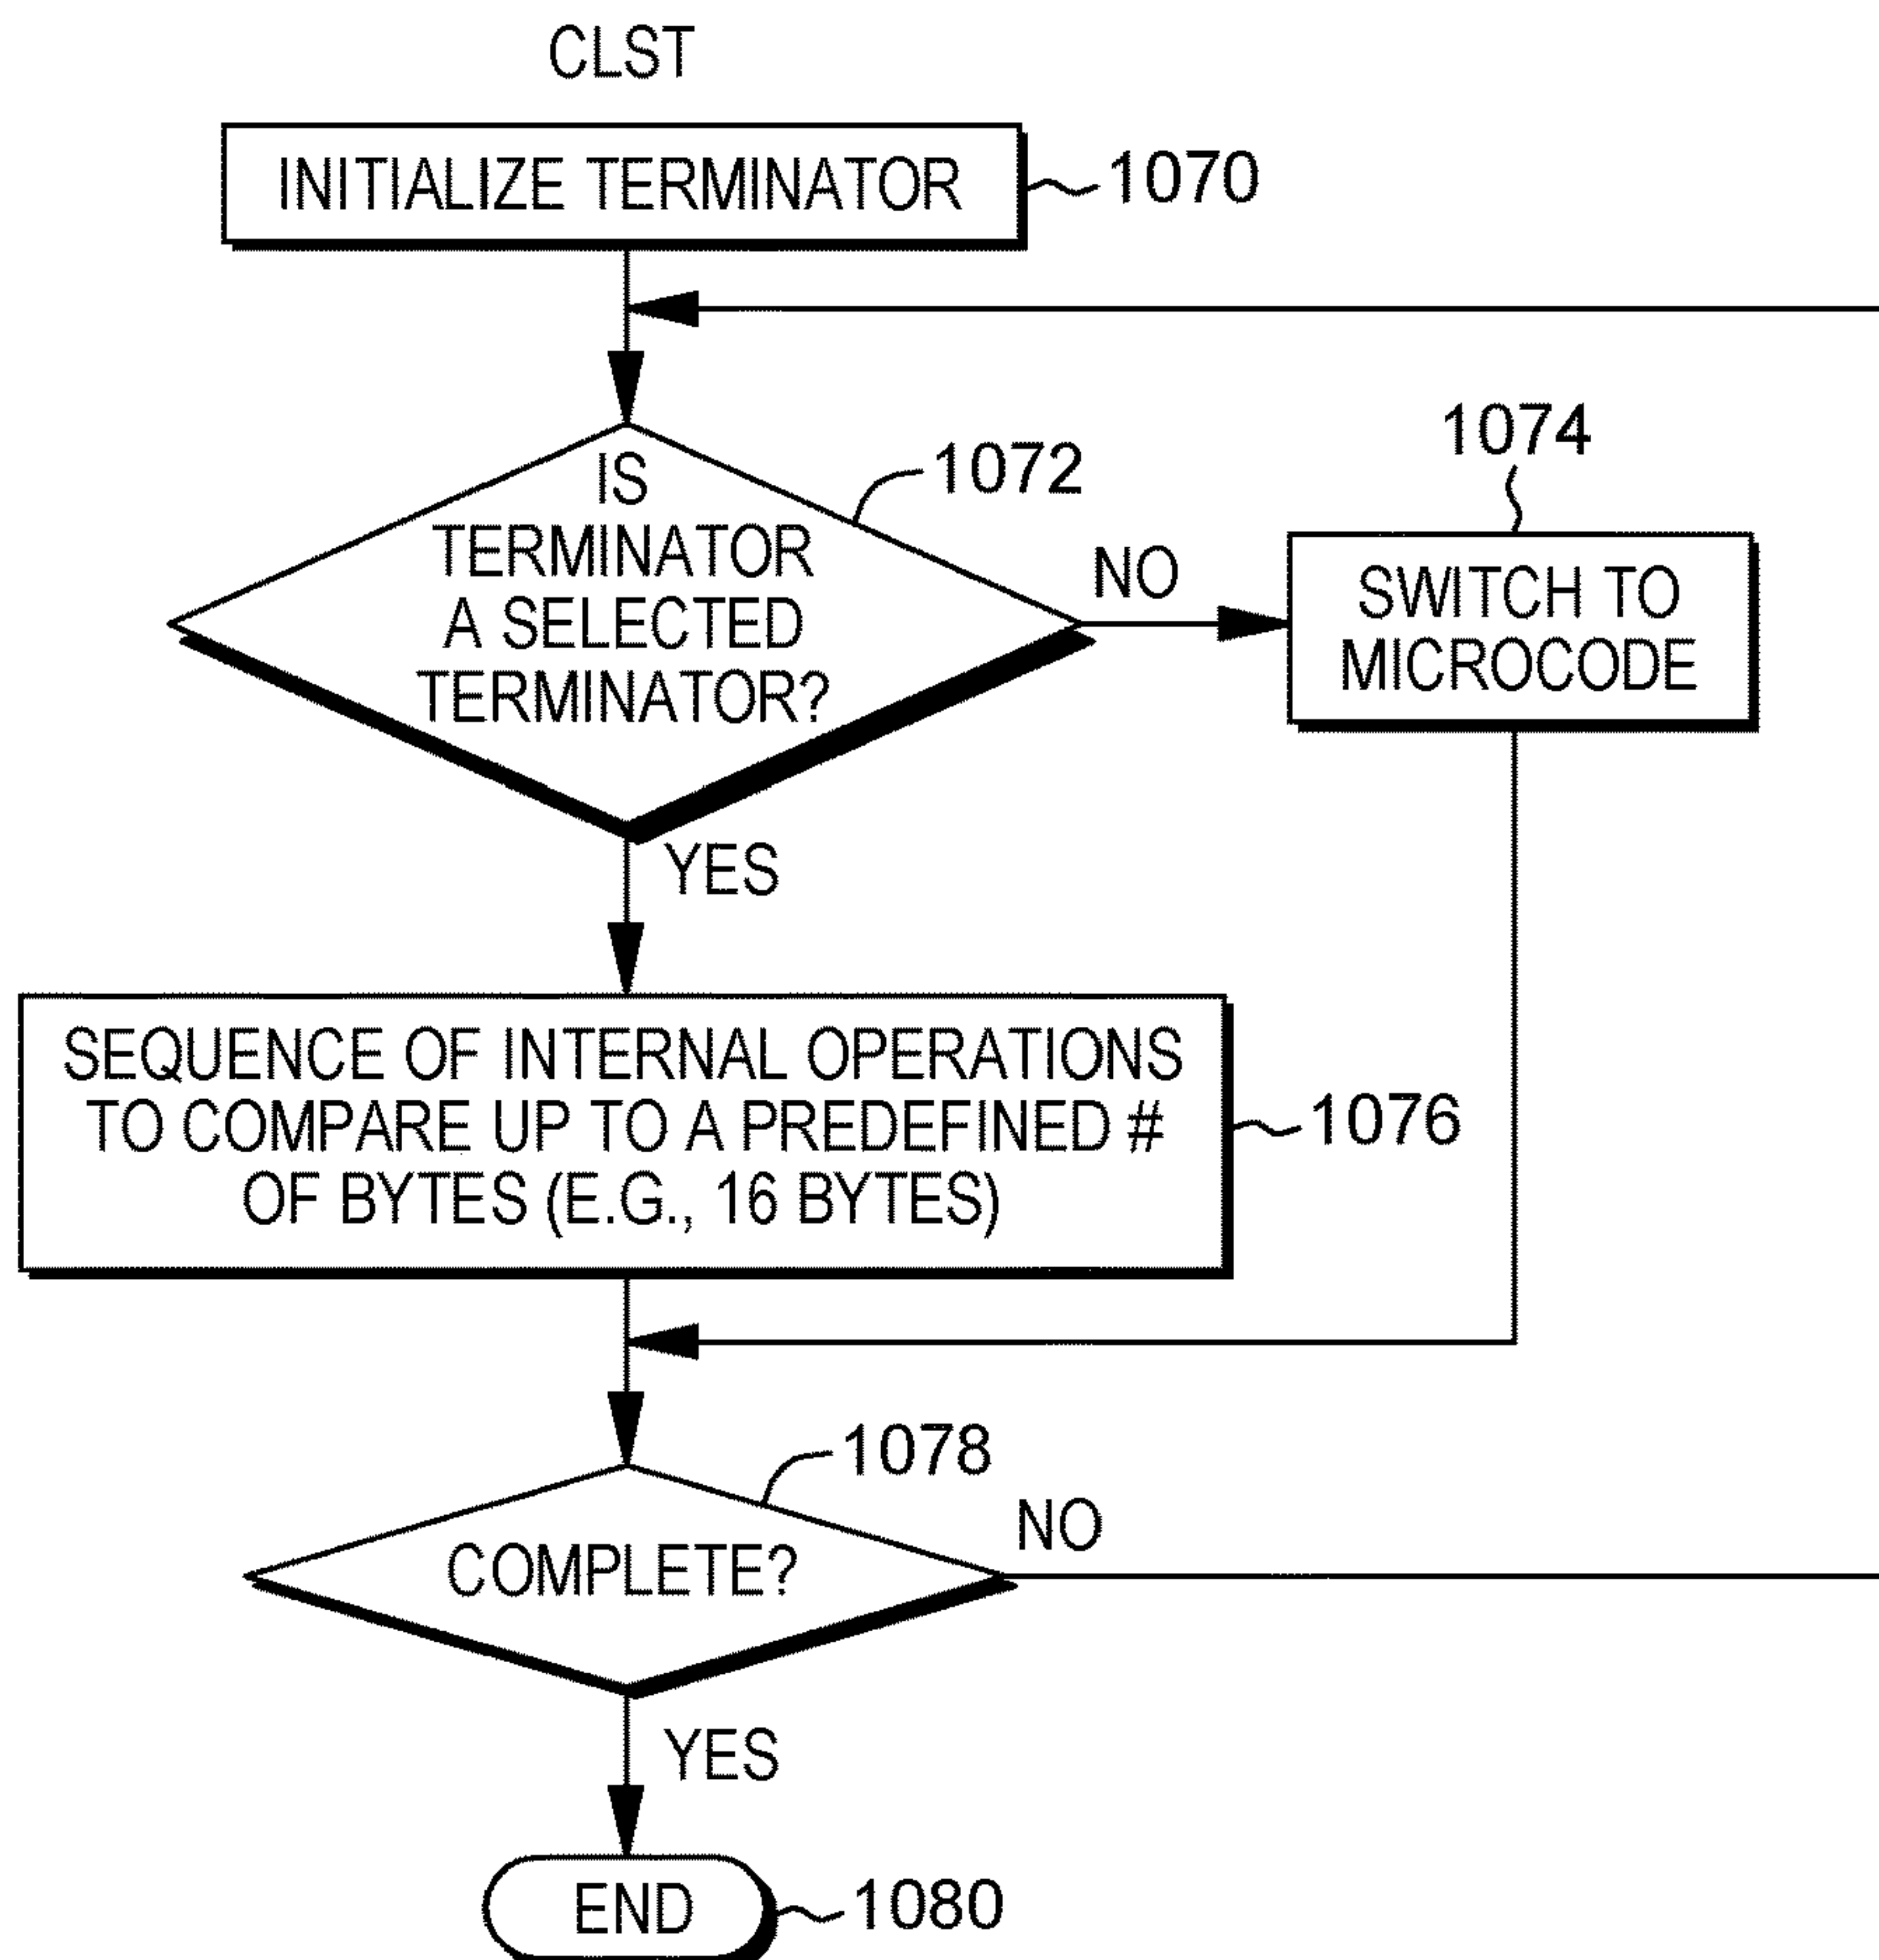 CLST
INITIALIZE TERMINATOR
1070
IS
TERMINATOR
A SELECTED
TERMINATOR?
1072
NO
1074
SWITCH TO
MICROCODE
YES
SEQUENCE OF INTERNAL OPERATIONS
TO COMPARE UP TO A PREDEFINED #
OF BYTES (E.G., 16 BYTES)
1076
1078
COMPLETE?
NO
YES
END
1080